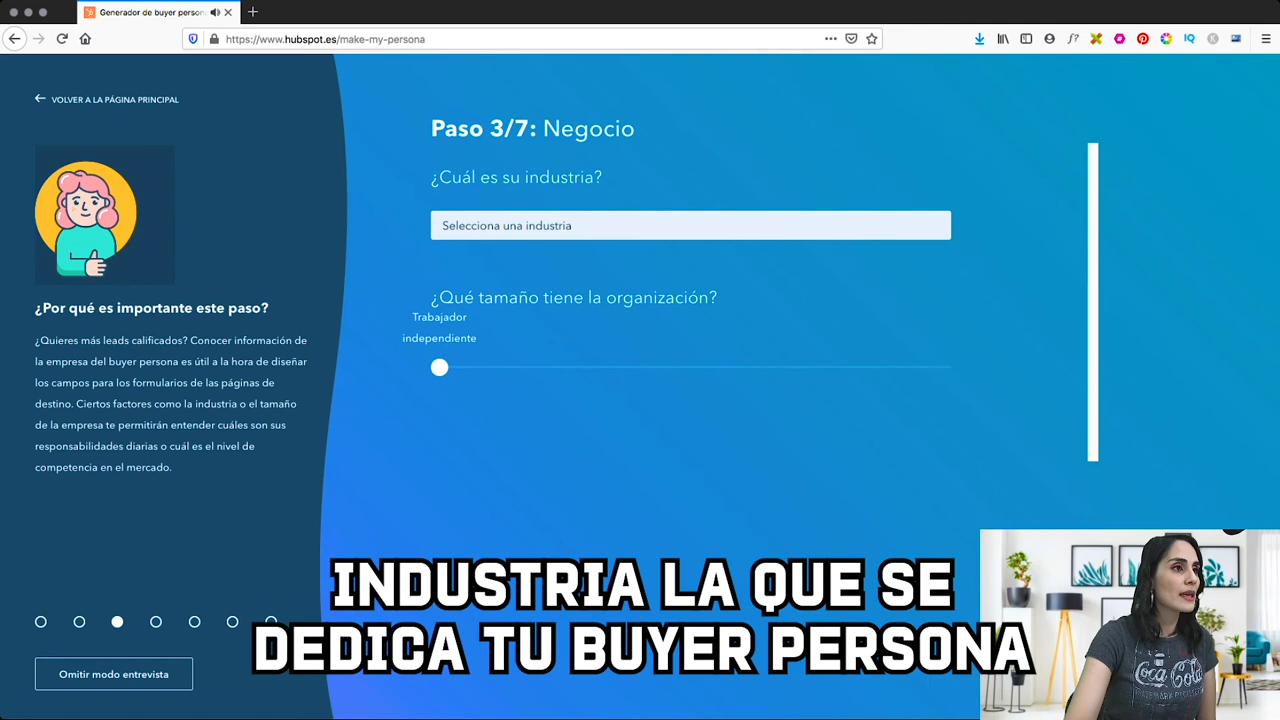 Generador de buyer person
https://www.hubspot.es/make-my-persona
VOLVER A LA PÁGINA PRINCIPAL
¿Por qué es importante este paso?
¿Quieres más leads calificados? Conocer información de
la empresa del buyer persona es útil a la hora de diseñar
los campos para los formularios de las páginas de
destino. Ciertos factores como la industria o el tamaño
de la empresa te permitirán entender cuáles son sus
responsabilidades diarias o cuál es el nivel de
competencia en el mercado.
Omitir modo entrevista
Paso 3/7: Negocio
¿Cuál es su industria?
Selecciona una industria
¿Qué tamaño tiene la organización?
Trabajador
independiente
INDUSTRIA LA QUE SE
DEDICA TU BUYER PERSONA
Coca Cola